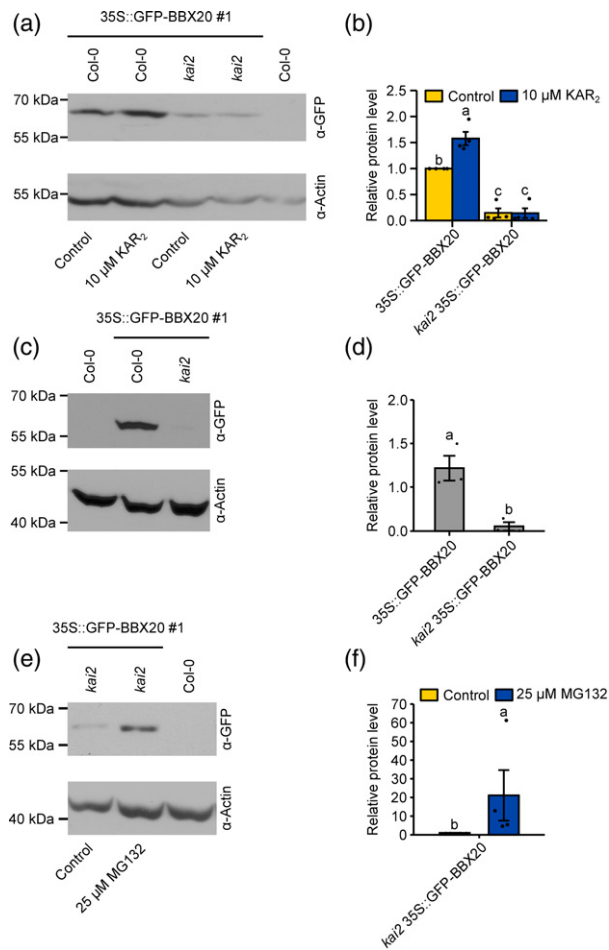 (a)
35S::GFP-BBX20 #1
Col-0 Col-0 kai2 kai2 Col-0
70 kDa
55 kDa
α-GFP
55 kDa
α-Actin
Control 10 µM KAR2 Control 10 µM KAR2
(b)
Control 10 µM KAR2
Relative protein level
2.5
2.0
1.5
1.0
0.5
0.0
b a c c
35S::GFP-BBX20
kai2 35S::GFP-BBX20
(c)
35S::GFP-BBX20 #1
Col-0 Col-0 kai2
70 kDa
55 kDa
α-GFP
55 kDa
40 kDa
α-Actin
(d)
Relative protein level
1.2
1.5
1.0
0.0
a b
35S::GFP-BBX20
kai2 35S::GFP-BBX20
(e)
35S::GFP-BBX20 #1
kai2 kai2 Col-0
70 kDa
55 kDa
α-GFP
40 kDa
α-Actin
Control 25 µM MG132
(f)
Control 25 µM MG132
Relative protein level
70
60
50
40
30
20
10
0
b a
kai2 35S::GFP-BBX20